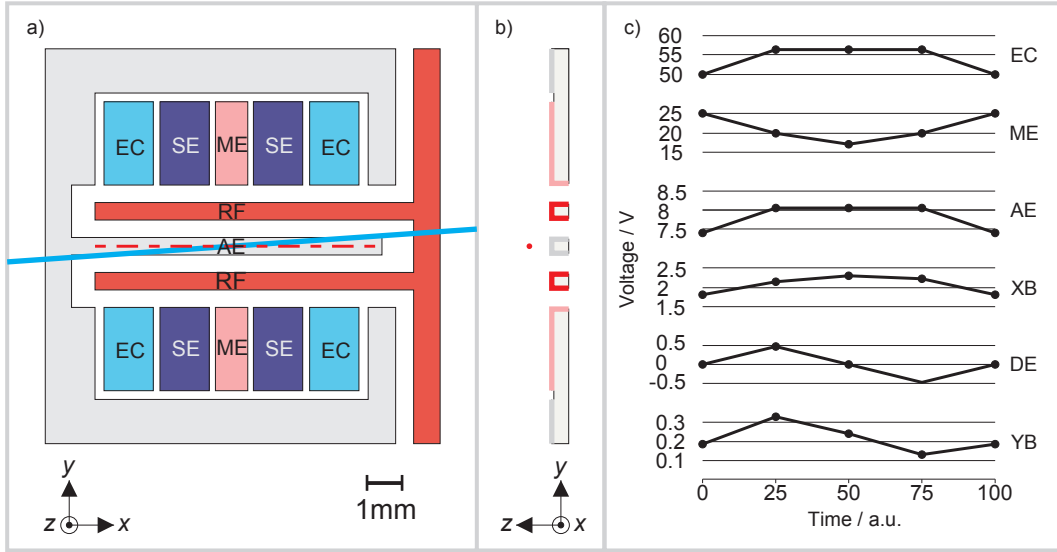 a)
EC SE ME SE EC
RF
AE
RF
EC SE ME SE EC
y
z x
1mm
b)
y
z x
c)
Voltage / V
60
55
50
EC
25
20
15
ME
8.5
8
7.5
AE
2.5
2
1.5
XB
0.5
0
-0.5
DE
0.3
0.2
0.1
YB
0 25 50 75 100
Time / a.u.